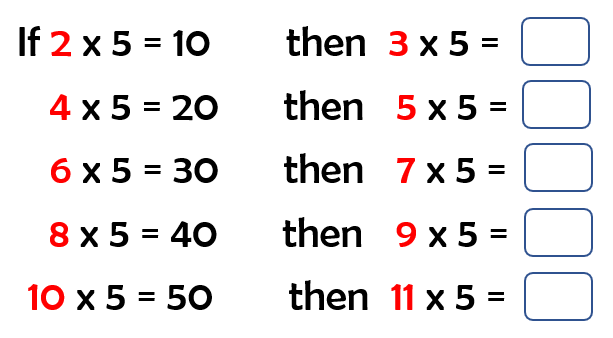 If 2 x 5 = 10 then 3 x 5 =
4 x 5 = 20 then 5 x 5 =
6 x 5 = 30 then 7 x 5 =
8 x 5 = 40 then 9 x 5 =
10 x 5 = 50 then 11 x 5 =